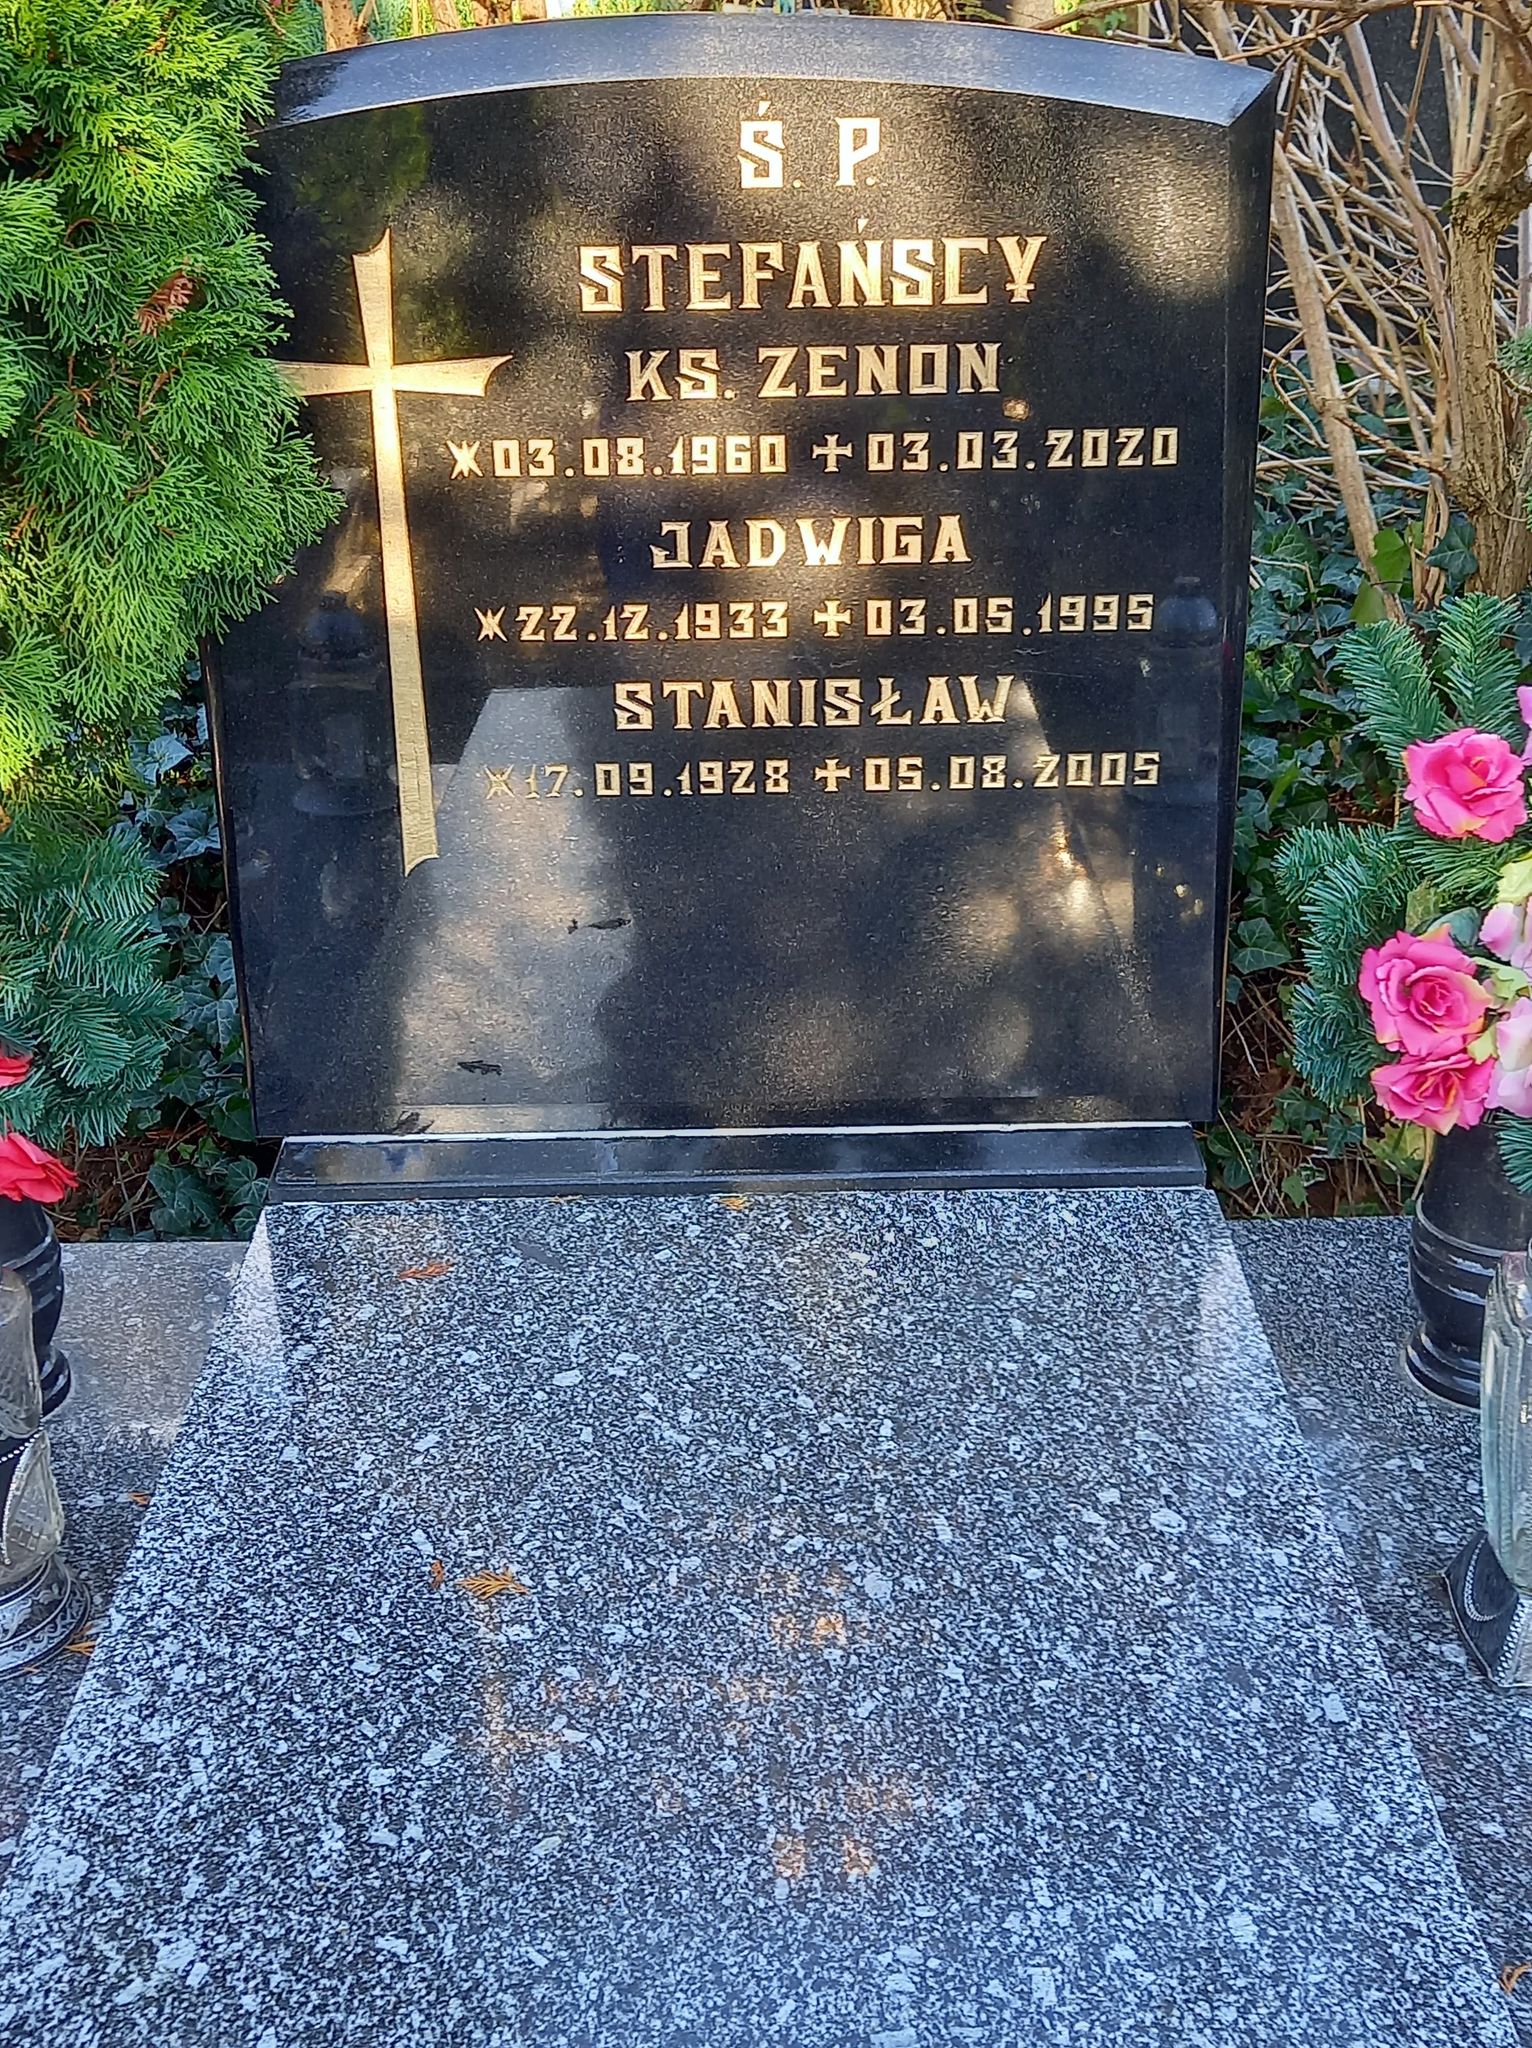 Ś. P.
STEFAŃSCY
KS. ZENON
*03.08.1960 +03.03.2020
JADWIGA
*22.12.1933 +03.05.1995
STANISŁAW
*17.09.1928 +05.08.2005